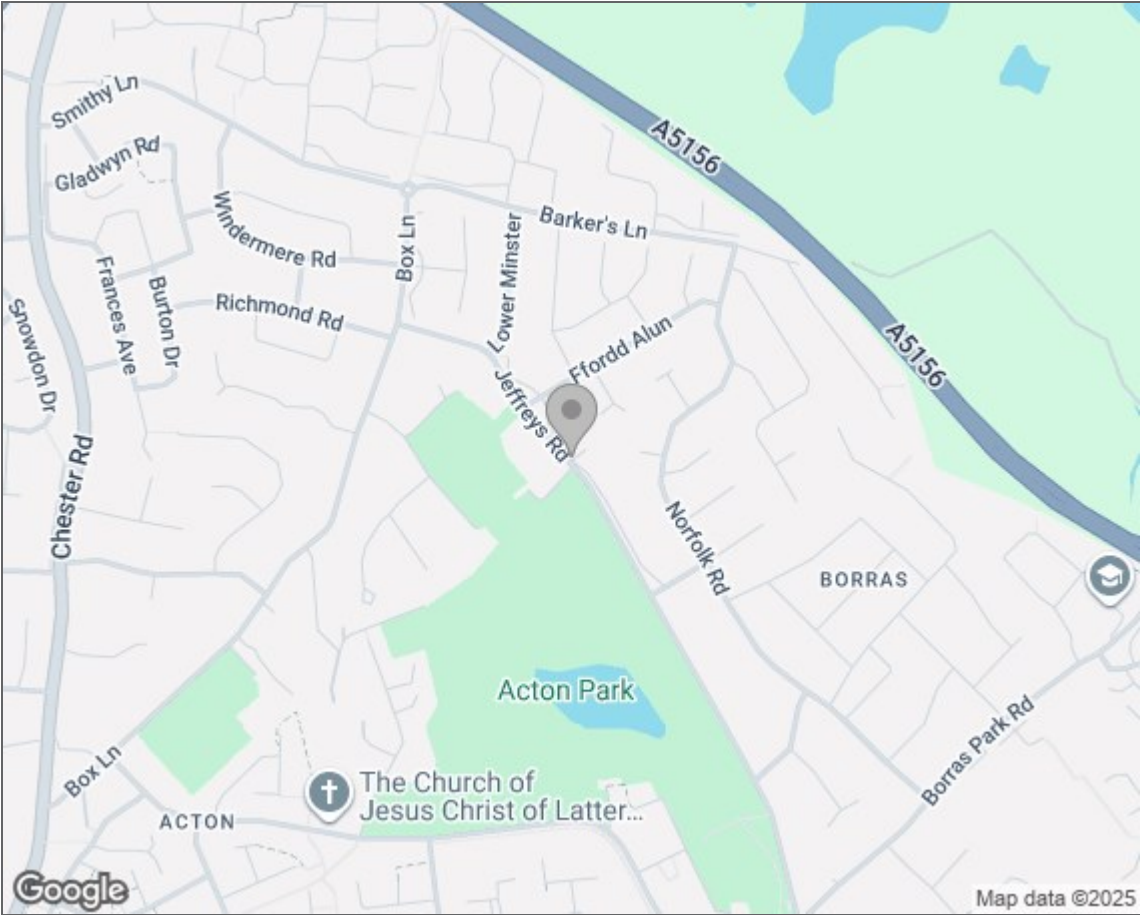 A5156
Smithy Ln
Gladwyn Rd
Windermere Rd
Box Ln
Lower Minster
Barker's Ln
Frances Ave
Burton Dr
Richmond Rd
Snowdon Dr
Ffordd Alun
A5156
Jeffreys Rd
Chester Rd
Norfolk Rd
BORRAS
Acton Park
Borras Park Rd
Box Ln
The Church of
Jesus Christ of Latter...
ACTON
Google
Map data ©2025